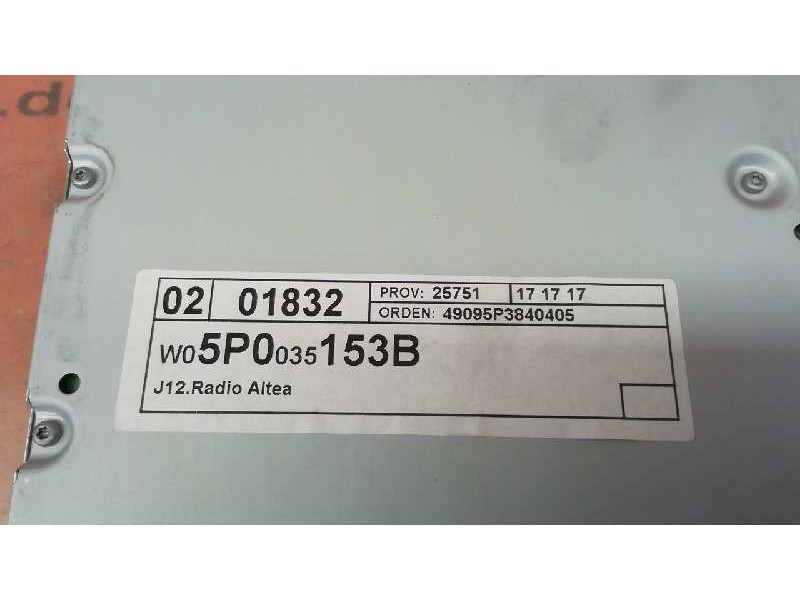 .d
02 01832 PROV: 25751 17 17 17
ORDEN: 49095P3840405
W05P0035153B
J12.Radio Altea